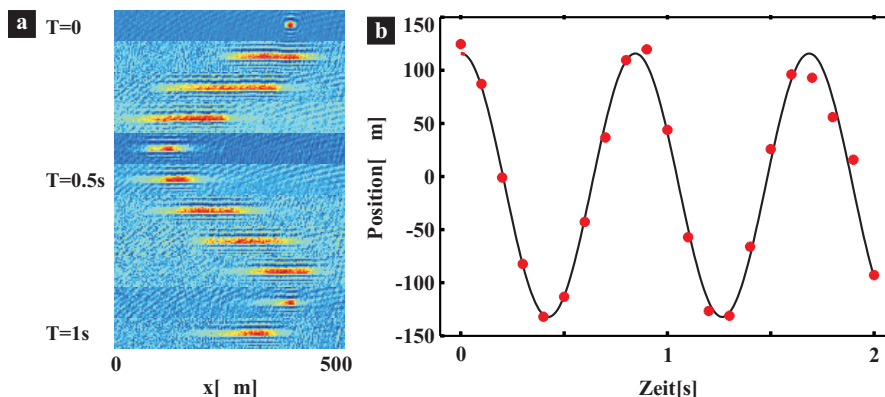 a
T=0
T=0.5s
T=1s
0 500
x[ m]
b
Position[ m]
150
100
50
0
-50
-100
-150
0 1 2
Zeit[s]